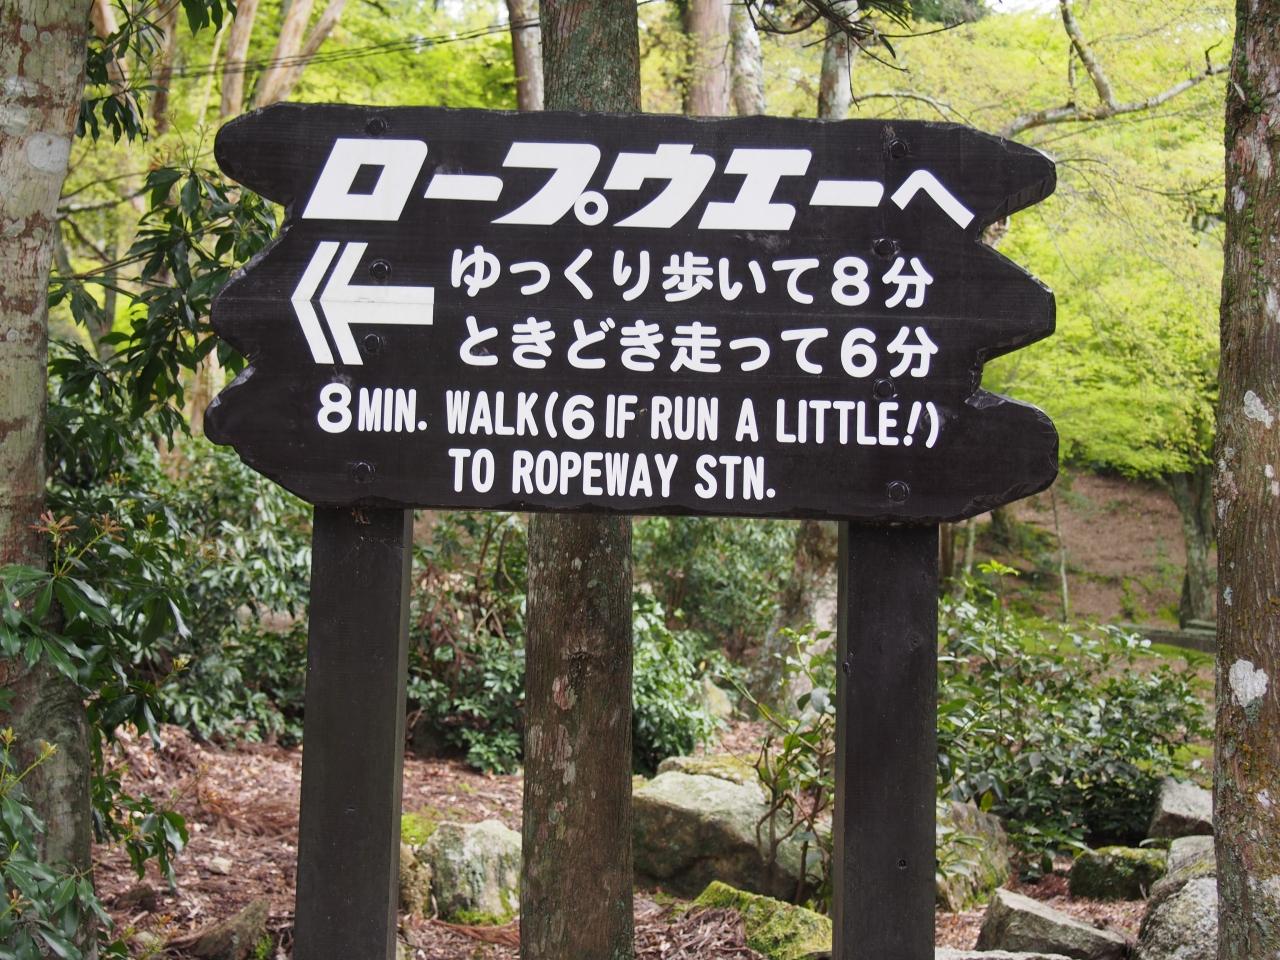 ロープウエーへ
ゆっくり歩いて8分
ときどき走って6分
8MIN. WALK(6 IF RUN A LITTLE!)
TO ROPEWAY STN.